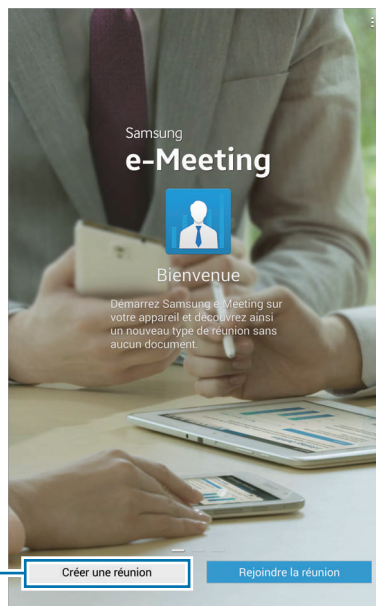 Samsung
e-Meeting
Bienvenue
Démarrez Samsung e-Meeting sur
votre appareil et découvrez ainsi
un nouveau type de réunion sans
aucun document.
Créer une réunion
Rejoindre la réunion